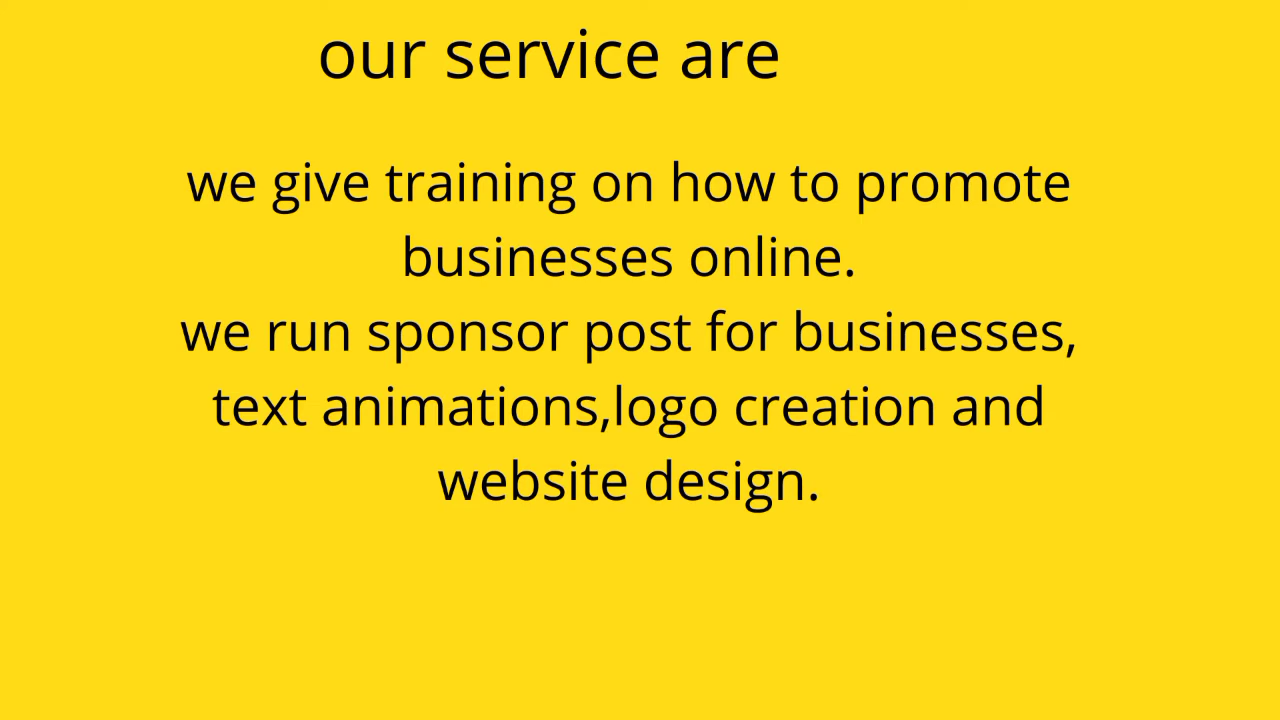 our service are
we give training on how to promote
businesses online.
we run sponsor post for businesses,
text animations,logo creation and
website design.